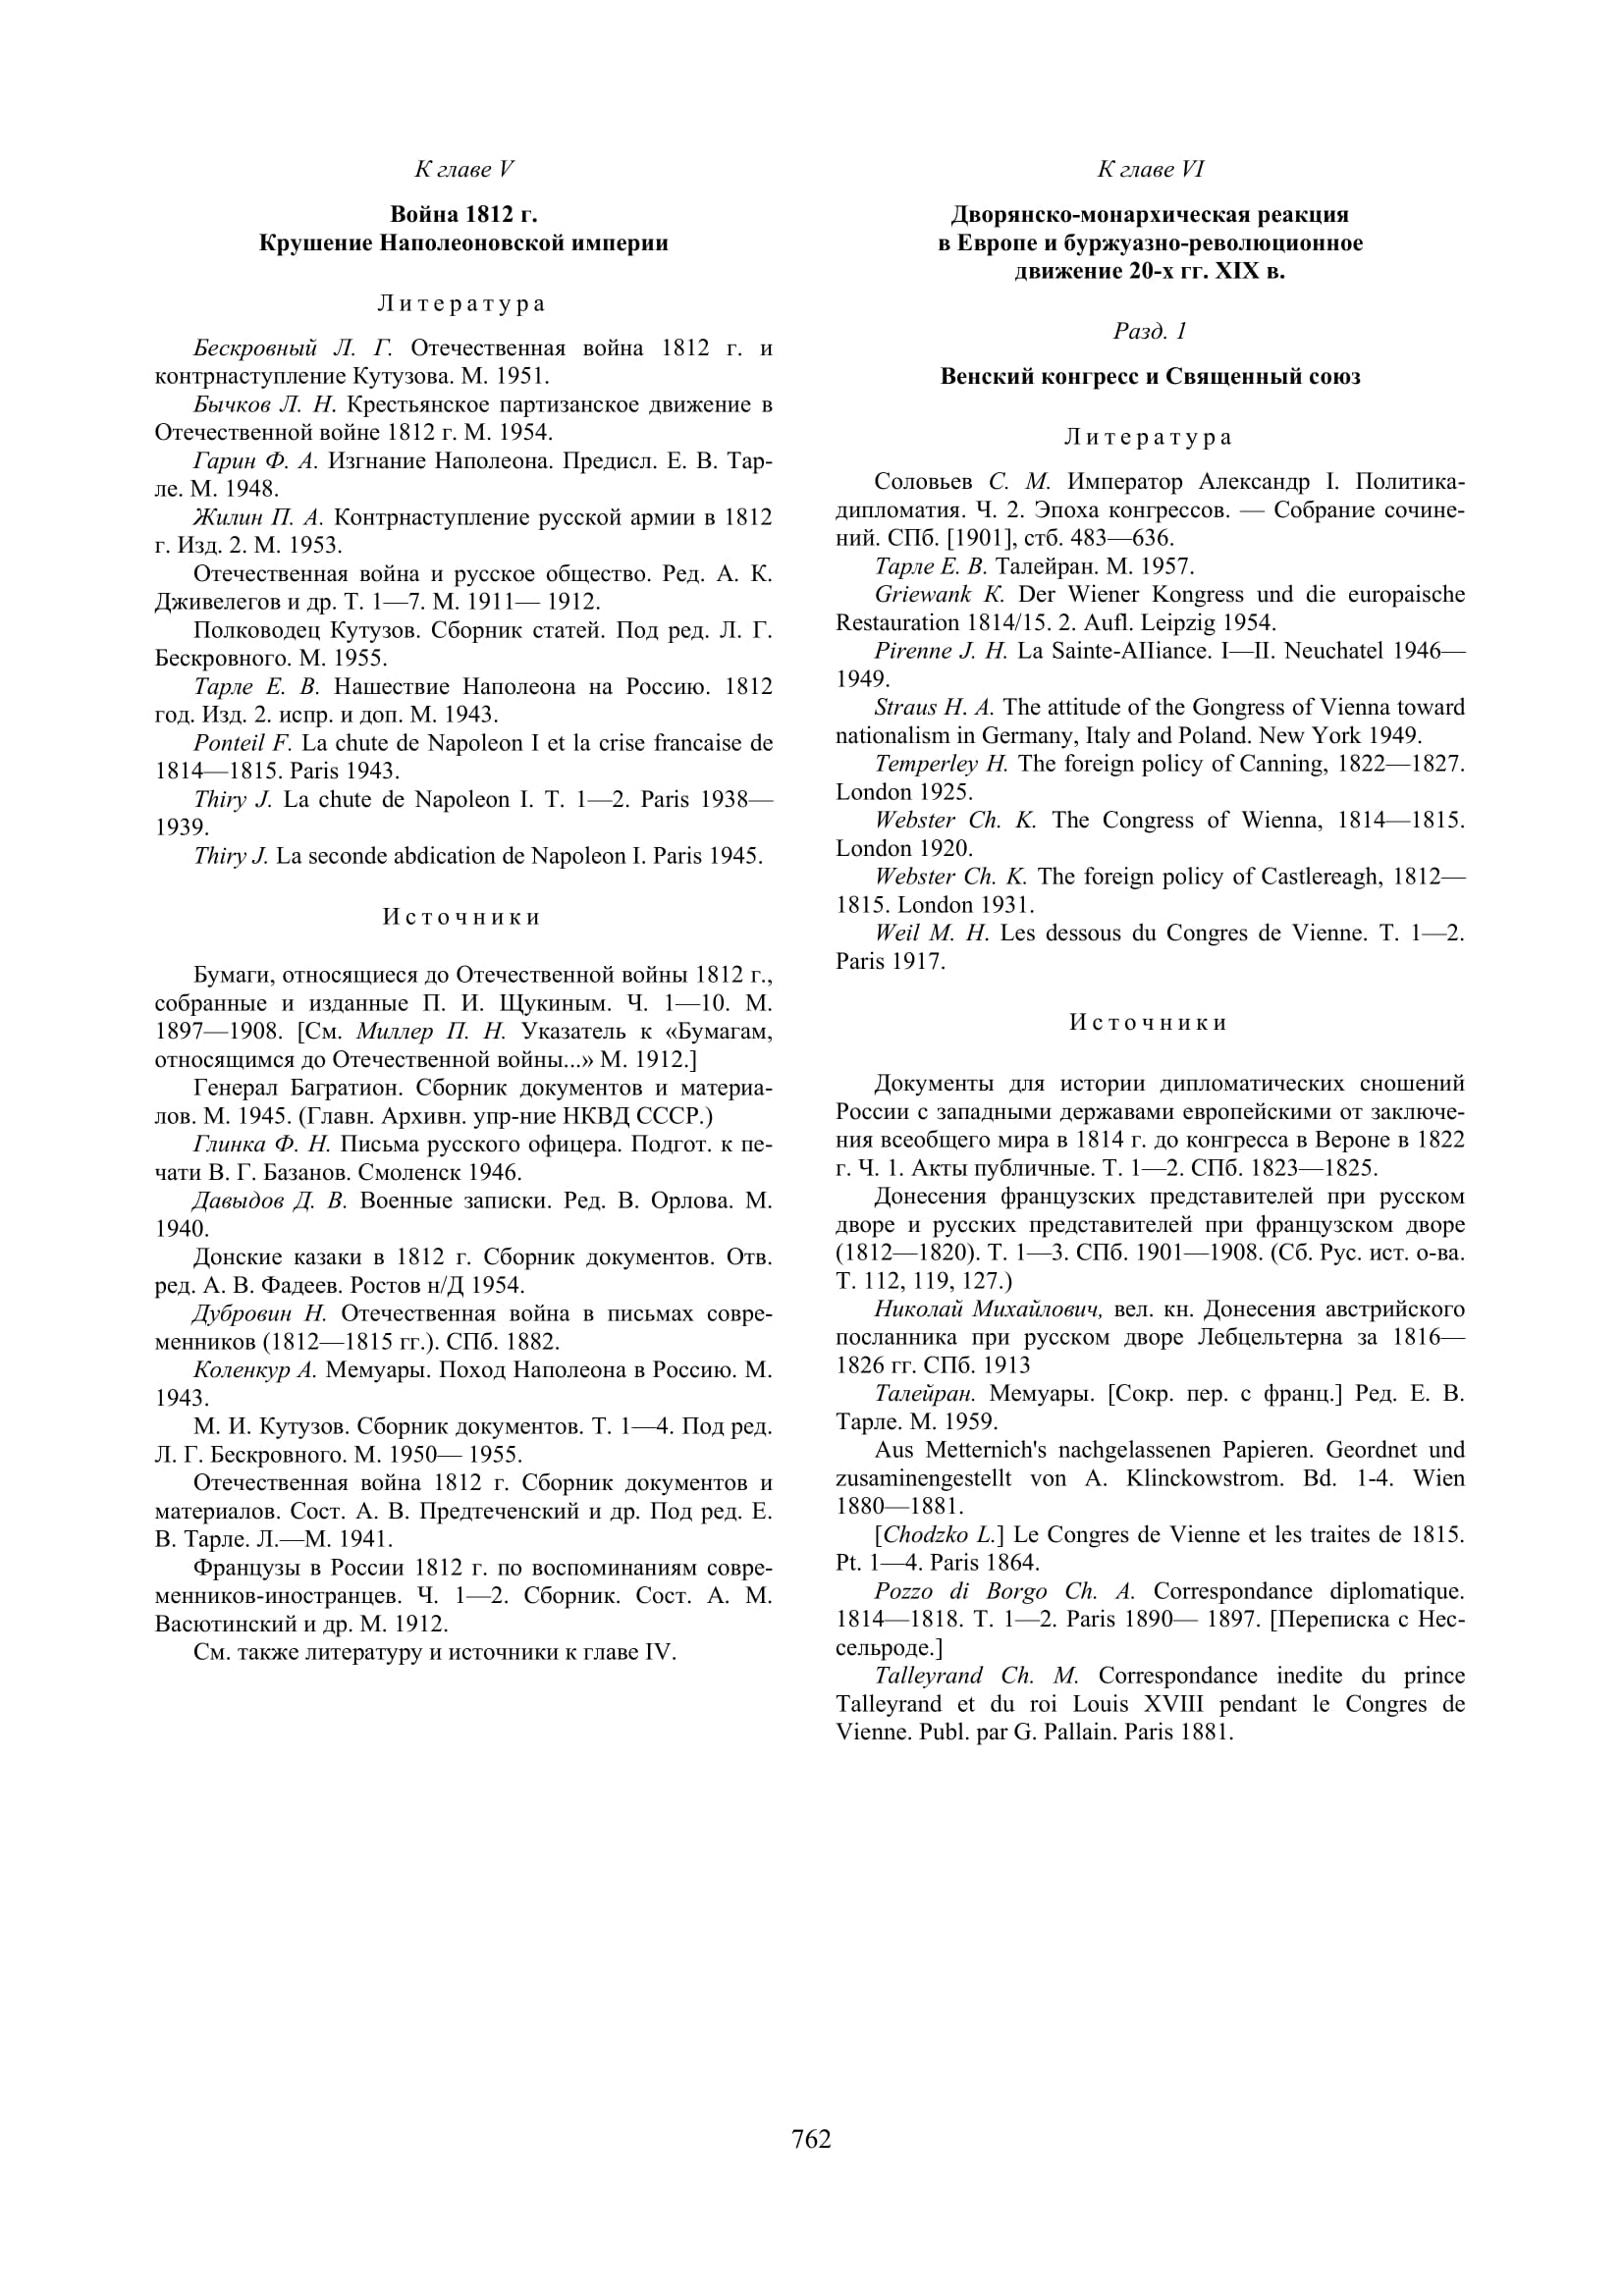 К главе V
Война 1812 г.
Крушение Наполеоновской империи
Литература
Бескровный Л. Г. Отечественная война 1812 г. и
контрнаступление Кутузова. М. 1951.
Бычков Л. Н. Крестьянское партизанское движение в
Отечественной войне 1812 г. М. 1954.
Гарин Ф. А. Изгнание Наполеона. Предисл. Е. В. Тар-
ле. М. 1948.
Жилин П. А. Контрнаступление русской армии в 1812
г. Изд. 2. М. 1953.
Отечественная война и русское общество. Ред. А. К.
Дживелегов и др. Т. 1—7. М. 1911— 1912.
Полководец Кутузов. Сборник статей. Под ред. Л. Г.
Бескровного. М. 1955.
Тарле Е. В. Нашествие Наполеона на Россию. 1812
год. Изд. 2. испр. и доп. М. 1943.
Ponteil F. La chute de Napoleon I et la crise francaise de
1814—1815. Paris 1943.
Thiry J. La chute de Napoleon I. T. 1—2. Paris 1938—
1939.
Thiry J. La seconde abdication de Napoleon I. Paris 1945.
Источники
Бумаги, относящиеся до Отечественной войны 1812 г.,
собранные и изданные П. И. Щукиным. Ч. 1—10. М.
1897—1908. [См. Миллер П. Н. Указатель к «Бумагам,
относящимся до Отечественной войны...» М. 1912.]
Генерал Багратион. Сборник документов и материа-
лов. М. 1945. (Главн. Архивн. упр-ние НКВД СССР.)
Глинка Ф. Н. Письма русского офицера. Подгот. к пе-
чати В. Г. Базанов. Смоленск 1946.
Давыдов Д. В. Военные записки. Ред. В. Орлова. М.
1940.
Донские казаки в 1812 г. Сборник документов. Отв.
ред. А. В. Фадеев. Ростов н/Д 1954.
Дубровин Н. Отечественная война в письмах совре-
менников (1812—1815 гг.). СПб. 1882.
Коленкур А. Мемуары. Поход Наполеона в Россию. М.
1943.
М. И. Кутузов. Сборник документов. Т. 1—4. Под ред.
Л. Г. Бескровного. М. 1950— 1955.
Отечественная война 1812 г. Сборник документов и
материалов. Сост. А. В. Предтеченский и др. Под ред. Е.
В. Тарле. Л.—М. 1941.
Французы в России 1812 г. по воспоминаниям совре-
менников-иностранцев. Ч. 1—2. Сборник. Сост. А. М.
Васютинский и др. М. 1912.
См. также литературу и источники к главе IV.
К главе VI
Дворянско-монархическая реакция
в Европе и буржуазно-революционное
движение 20-х гг. XIX в.
Разд. 1
Венский конгресс и Священный союз
Литература
Соловьев С. М. Император Александр I. Политика-
дипломатия. Ч. 2. Эпоха конгрессов. — Собрание сочине-
ний. СПб. [1901], стб. 483—636.
Тарле Е. В. Талейран. М. 1957.
Griewank K. Der Wiener Kongress und die europaische
Restauration 1814/15. 2. Aufl. Leipzig 1954.
Pirenne J. H. La Sainte-AIIiance. I—II. Neuchatel 1946—
1949.
Straus H. A. The attitude of the Gongress of Vienna toward
nationalism in Germany, Italy and Poland. New York 1949.
Temperley H. The foreign policy of Canning, 1822—1827.
London 1925.
Webster Ch. K. The Congress of Wienna, 1814—1815.
London 1920.
Webster Ch. K. The foreign policy of Castlereagh, 1812—
1815. London 1931.
Weil M. H. Les dessous du Congres de Vienne. T. 1—2.
Paris 1917.
Источники
Документы для истории дипломатических сношений
России с западными державами европейскими от заключе-
ния всеобщего мира в 1814 г. до конгресса в Вероне в 1822
г. Ч. 1. Акты публичные. Т. 1—2. СПб. 1823—1825.
Донесения французских представителей при русском
дворе и русских представителей при французском дворе
(1812—1820). Т. 1—3. СПб. 1901—1908. (Сб. Рус. ист. о-ва.
Т. 112, 119, 127.)
Николай Михайлович, вел. кн. Донесения австрийского
посланника при русском дворе Лебцельтерна за 1816—
1826 гг. СПб. 1913
Талейран. Мемуары. [Сокр. пер. с франц.] Ред. Е. В.
Тарле. М. 1959.
Aus Metternich's nachgelassenen Papieren. Geordnet und
zusaminengestellt von A. Klinckowstrom. Bd. 1-4. Wien
1880—1881.
[Chodzko L.] Le Congres de Vienne et les traites de 1815.
Pt. 1—4. Paris 1864.
Pozzo di Borgo Ch. A. Correspondance diplomatique.
1814—1818. T. 1—2. Paris 1890— 1897. [Переписка с Нес-
сельроде.]
Talleyrand Ch. M. Correspondance inedite du prince
Talleyrand et du roi Louis XVIII pendant le Congres de
Vienne. Publ. par G. Pallain. Paris 1881.
762